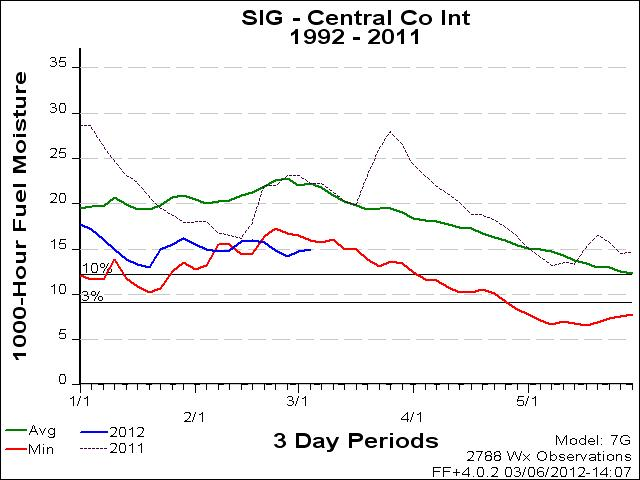 SIG - Central Co Int
1992 - 2011
1000-Hour Fuel Moisture
35
30
25
20
15
10
5
0
10%
3%
1/1
2/1
3/1
4/1
5/1
3 Day Periods
Avg
Min
2012
2011
Model: 7G
2788 Wx Observations
FF+4.0.2 03/06/2012-14:07